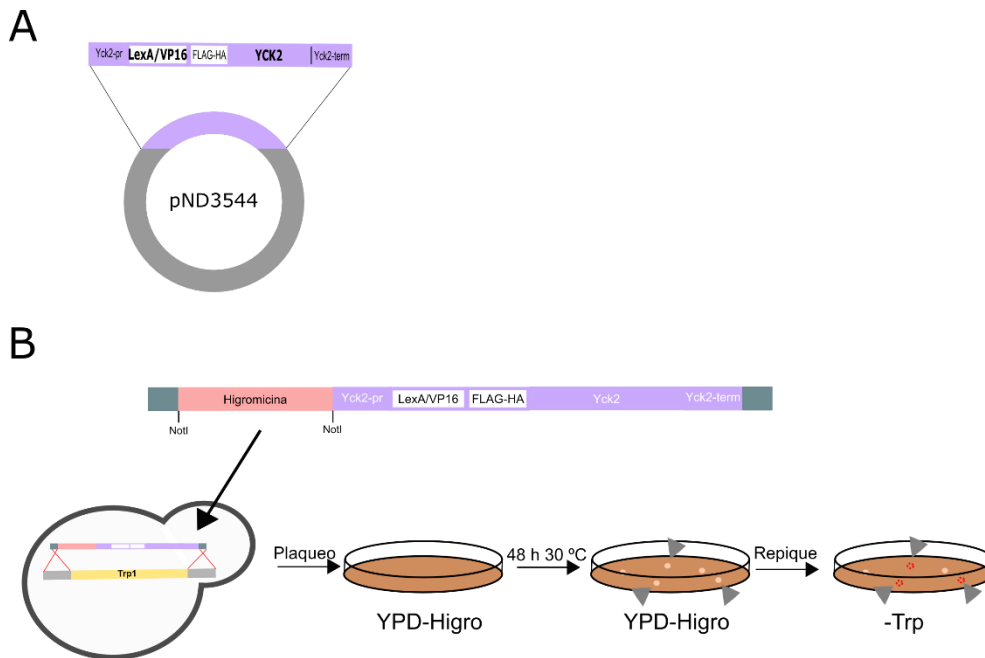 A
Yck2-pr LexA/VP16 FLAG-HA YCK2 Yck2-term
pND3544
B
Higromicina Yck2-pr LexA/VP16 FLAG-HA Yck2 Yck2-term
NotI NotI
Trp1
Plaqueo
48 h 30 ºC
Repique
YPD-Higro
YPD-Higro
-Trp